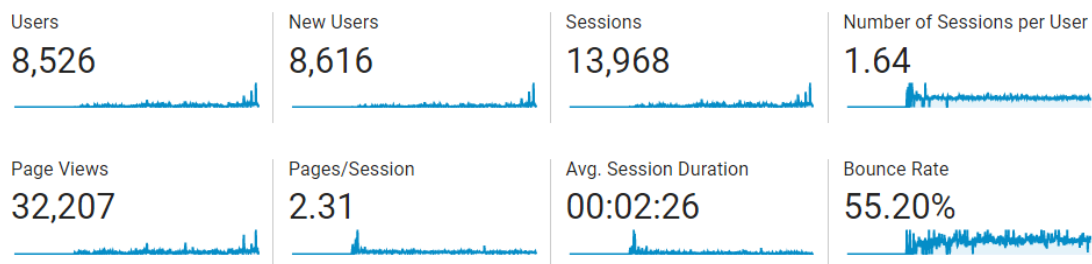 Users
8,526
New Users
8,616
Sessions
13,968
Number of Sessions per User
1.64
Page Views
32,207
Pages/Session
2.31
Avg. Session Duration
00:02:26
Bounce Rate
55.20%